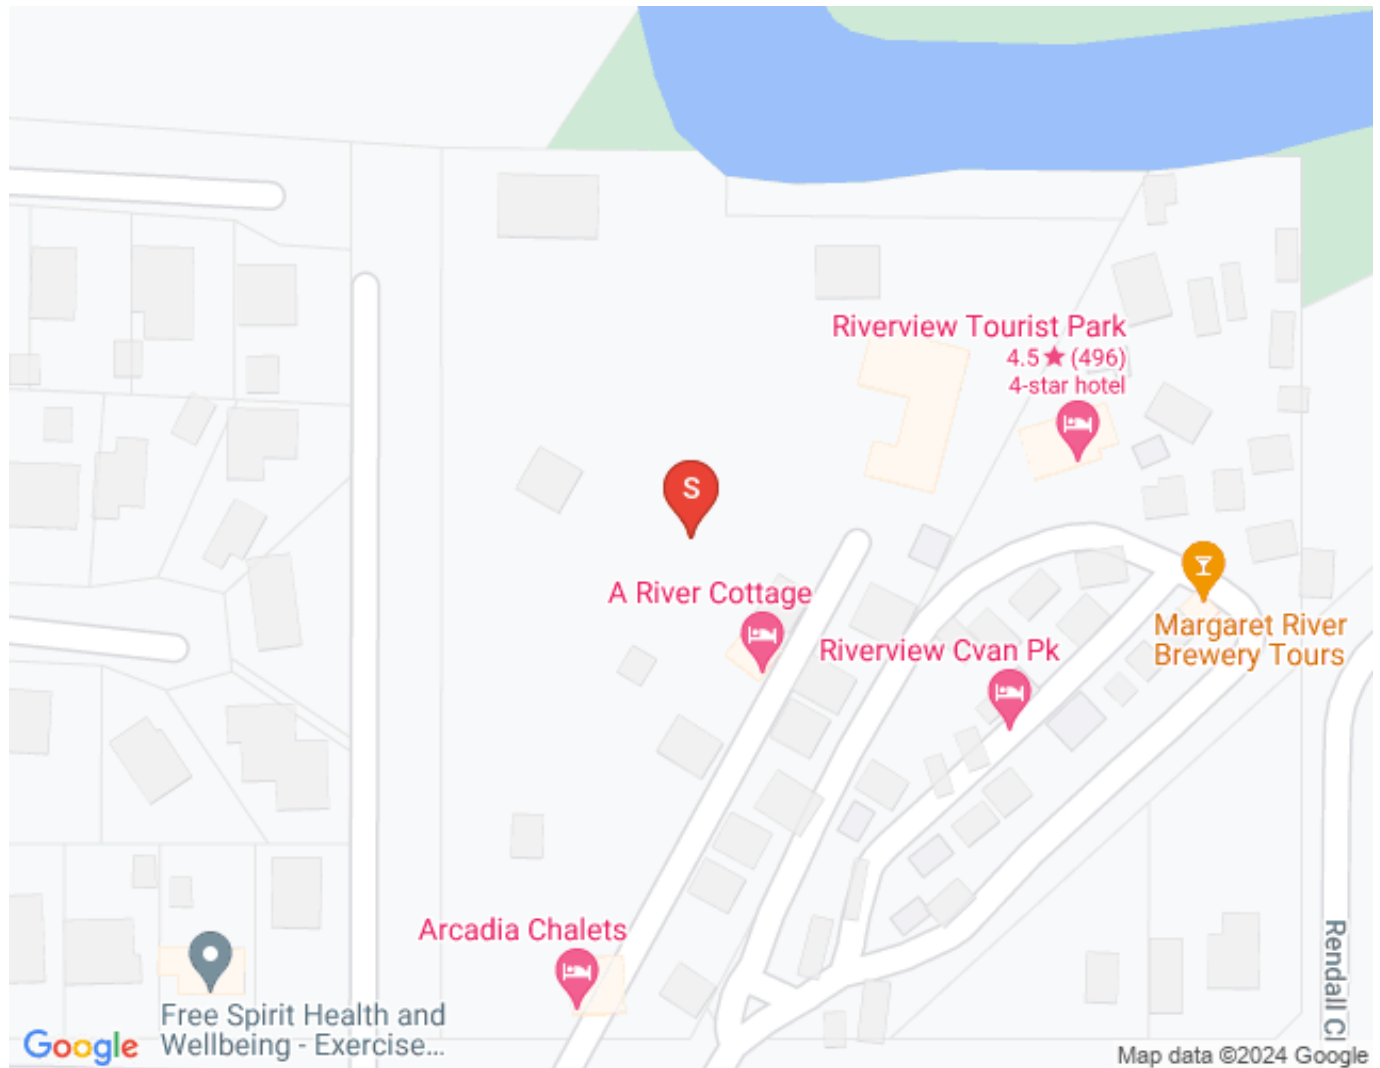 Riverview Tourist Park
4.5★(496)
4-star hotel
S
A River Cottage
Riverview Cvan Pk
Margaret River
Brewery Tours
Arcadia Chalets
Rendall Cl
Free Spirit Health and
Wellbeing - Exercise...
Google
Map data ©2024 Google